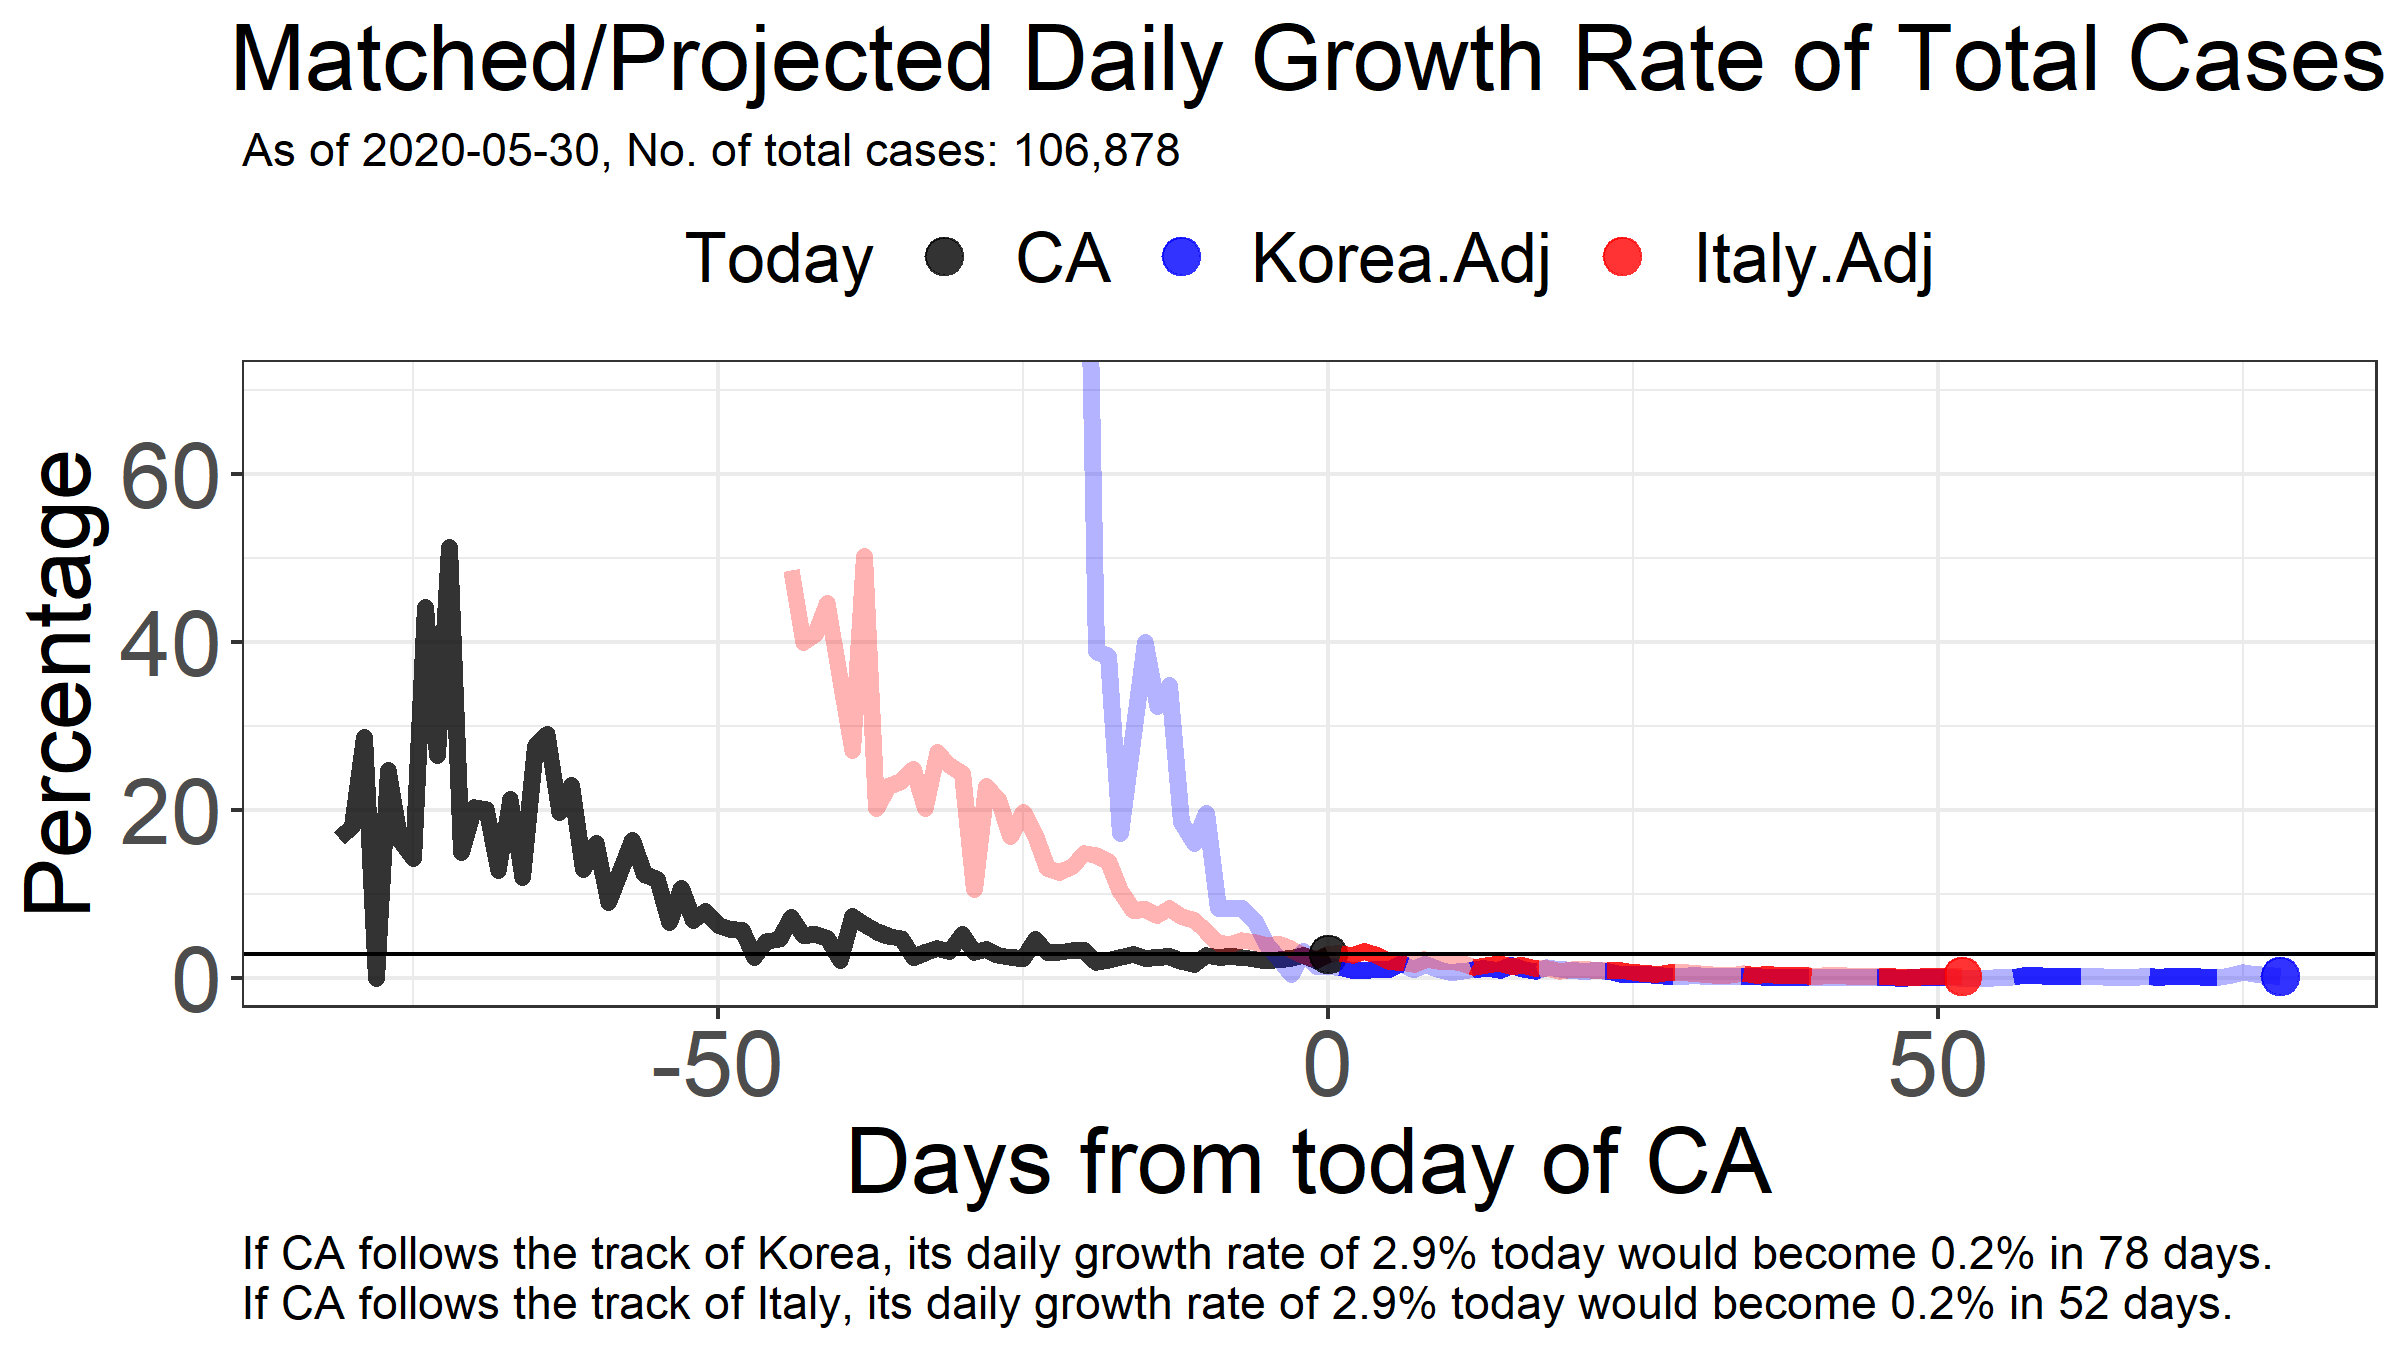 Matched/Projected Daily Growth Rate of Total Cases
As of 2020-05-30, No. of total cases: 106,878
Today CA Korea.Adj Italy.Adj
Percentage
60
40
20
0
-50 0 50
Days from today of CA
If CA follows the track of Korea, its daily growth rate of 2.9% today would become 0.2% in 78 days.
If CA follows the track of Italy, its daily growth rate of 2.9% today would become 0.2% in 52 days.